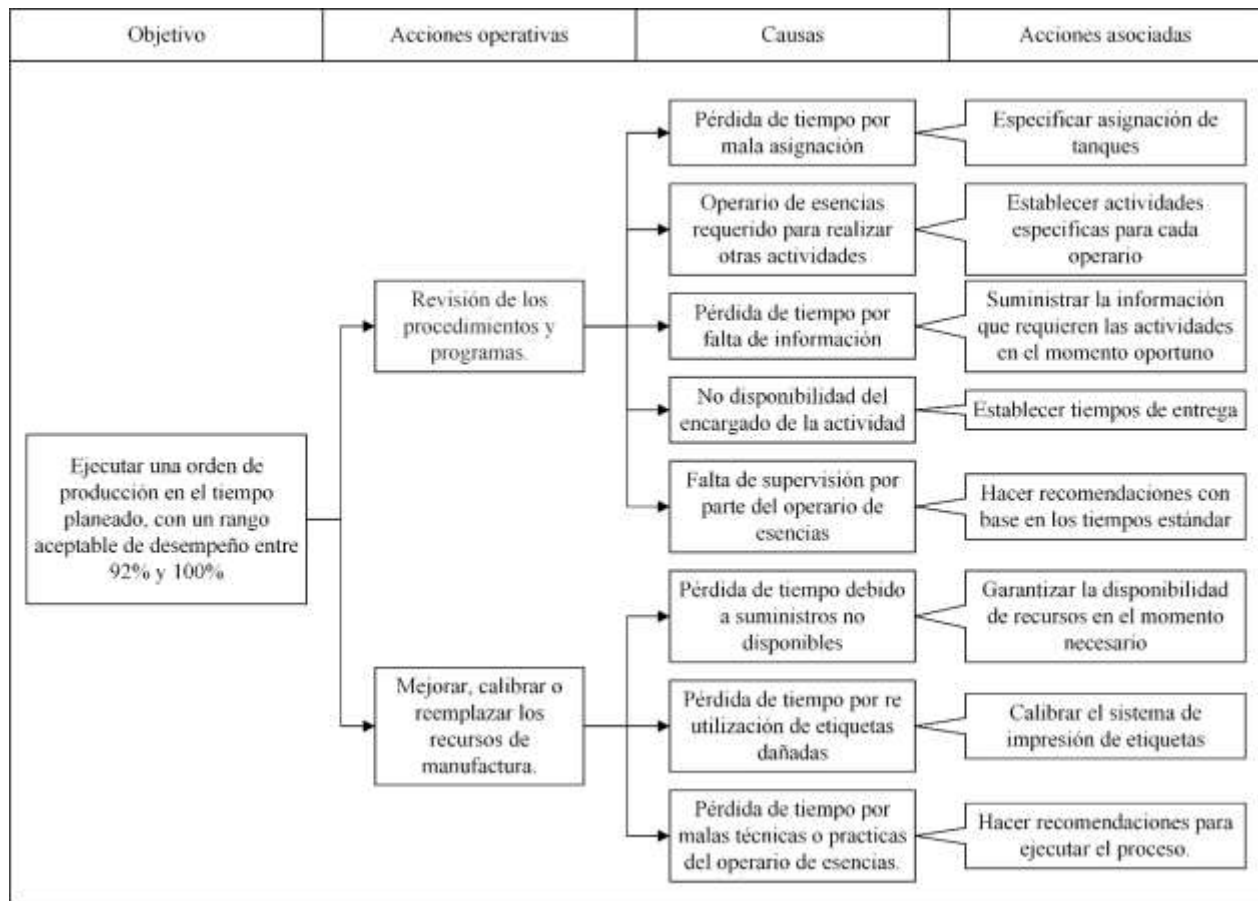 Objetivo
Acciones operativas
Causas
Acciones asociadas
Ejecutar una orden de
producción en el tiempo
planeado, con un rango
aceptable de desempeño entre
92% y 100%
Revisión de los
procedimientos y
programas.
Pérdida de tiempo por
mala asignación
Especificar asignación de
tanques
Operario de esencias
requerido para realizar
otras actividades
Establecer actividades
especificas para cada
operario
Pérdida de tiempo por
falta de información
Suministrar la información
que requieren las actividades
en el momento oportuno
No disponibilidad del
encargado de la actividad
Establecer tiempos de entrega
Falta de supervisión por
parte del operario de
esencias
Hacer recomendaciones con
base en los tiempos estándar
Mejorar, calibrar o
reemplazar los
recursos de
manufactura.
Pérdida de tiempo debido
a suministros no
disponibles
Garantizar la disponibilidad
de recursos en el momento
necesario
Pérdida de tiempo por re
utilización de etiquetas
dañadas
Calibrar el sistema de
impresión de etiquetas
Pérdida de tiempo por
malas técnicas o practicas
del operario de esencias.
Hacer recomendaciones para
ejecutar el proceso.